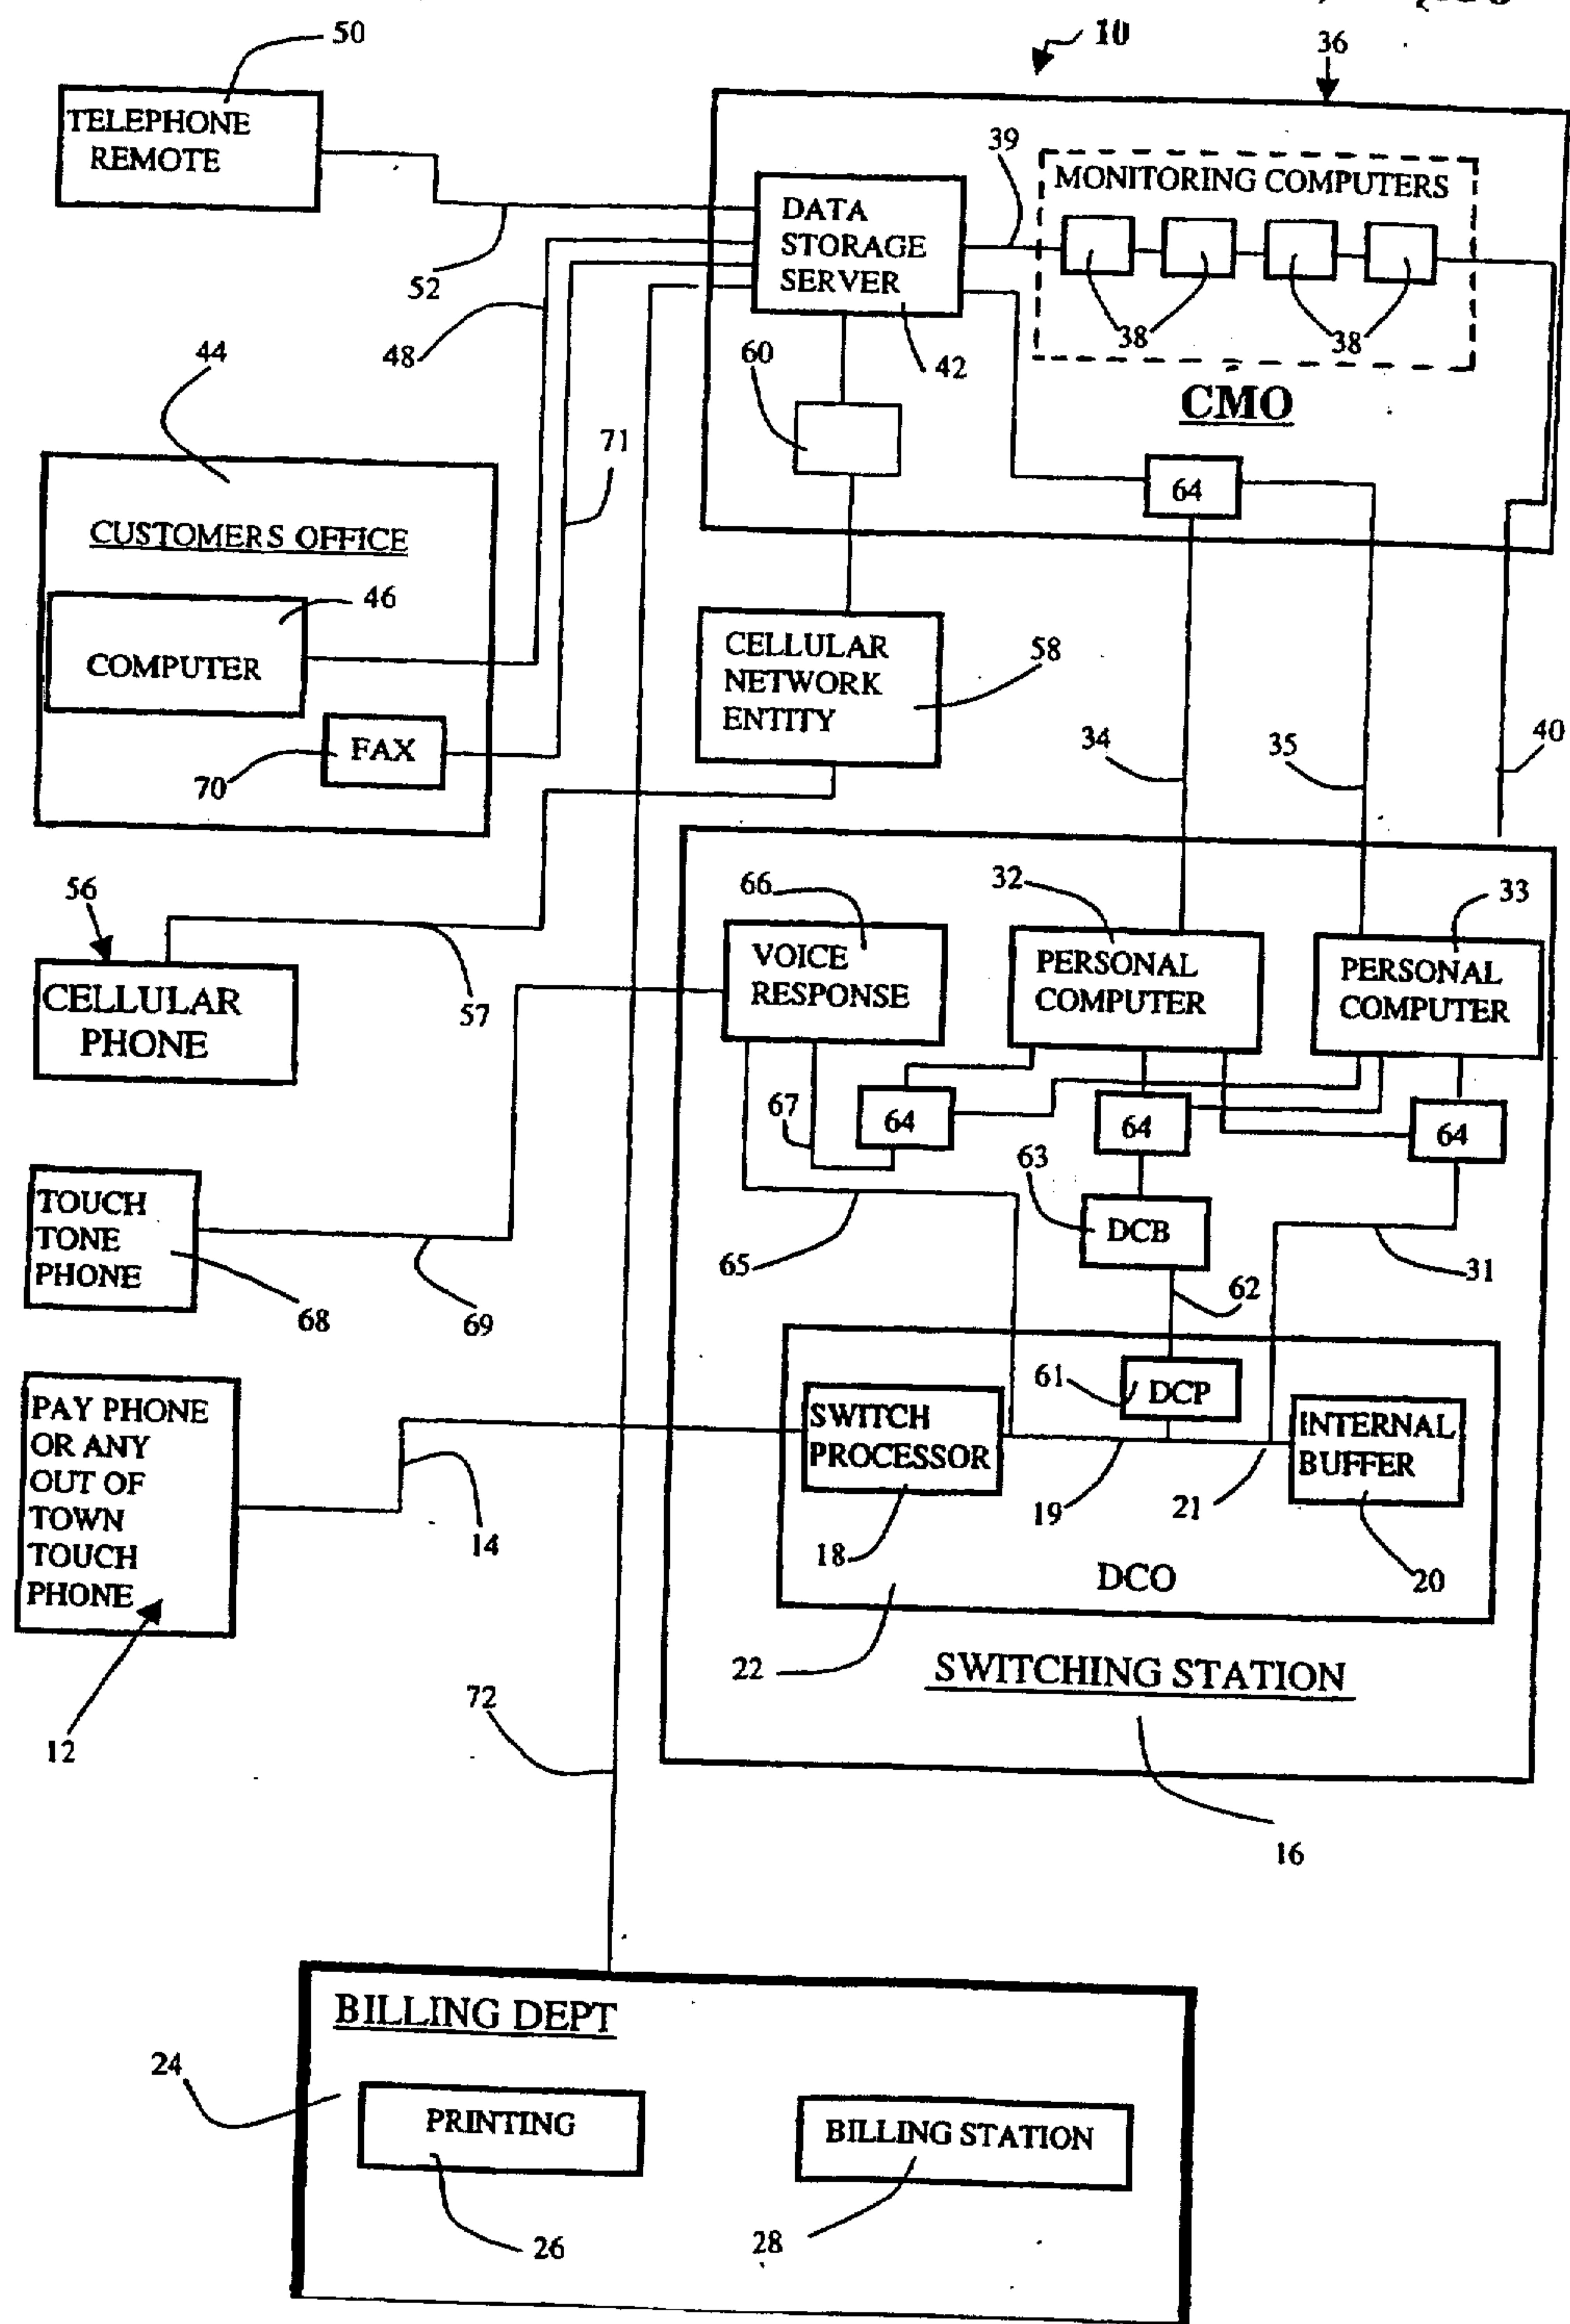 10
36
50
TELEPHONE
REMOTE
52
48
39
MONITORING COMPUTERS
38
38
DATA
STORAGE
SERVER
42
CMO
60
64
44
CUSTOMERS OFFICE
46
COMPUTER
FAX
70
71
CELLULAR
NETWORK
ENTITY
58
34
35
40
56
CELLULAR
PHONE
57
66
VOICE
RESPONSE
32
PERSONAL
COMPUTER
33
PERSONAL
COMPUTER
67
64
64
64
63
DCB
65
62
31
TOUCH
TONE
PHONE
68
69
PAY PHONE
OR ANY
OUT OF
TOWN
TOUCH
PHONE
12
14
61
DCP
SWITCH
PROCESSOR
18
19
21
INTERNAL
BUFFER
20
DCO
22
SWITCHING STATION
16
72
BILLING DEPT
24
PRINTING
26
BILLING STATION
28